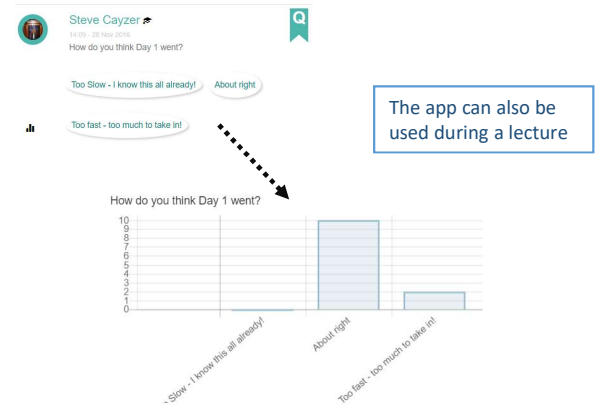 Steve Cayzer
Q
14:09 - 28 Nov 2016
How do you think Day 1 went?
Too Slow - I know this all already!
About right
Too fast - too much to take in!
The app can also be
used during a lecture
How do you think Day 1 went?
10
9
8
7
6
5
4
3
2
1
0
Slow - I know this all already!
About right
Too fast - too much to take in!